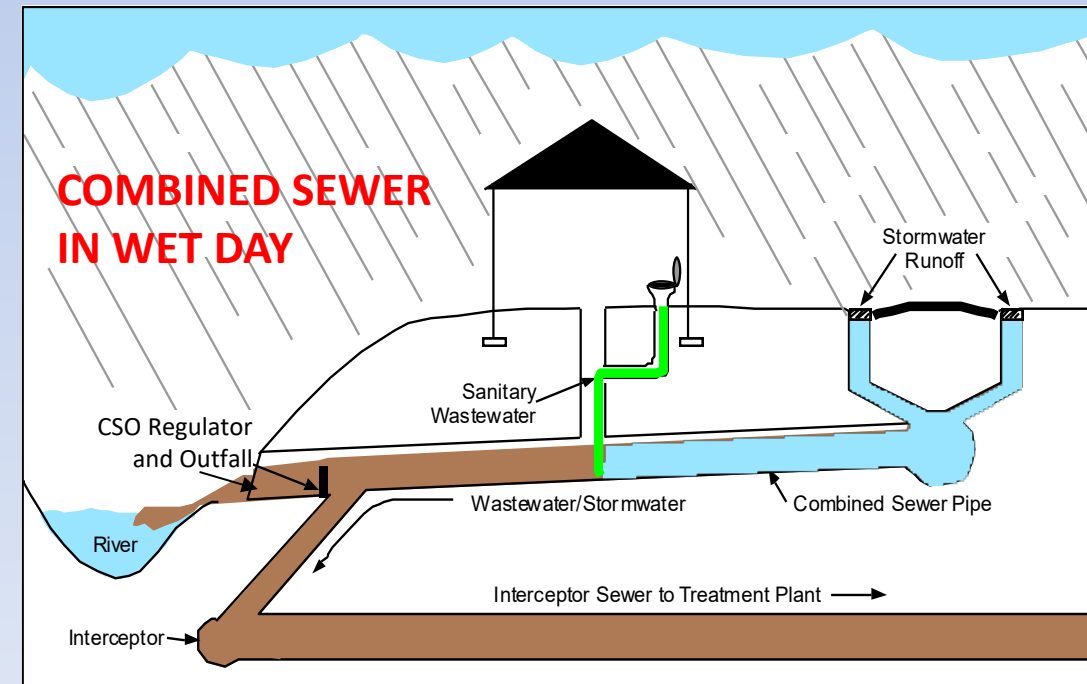 COMBINED SEWER
IN WET DAY
Stormwater
Runoff
Sanitary
Wastewater
CSO Regulator
and Outfall
Wastewater/Stormwater
Combined Sewer Pipe
River
Interceptor Sewer to Treatment Plant
Interceptor